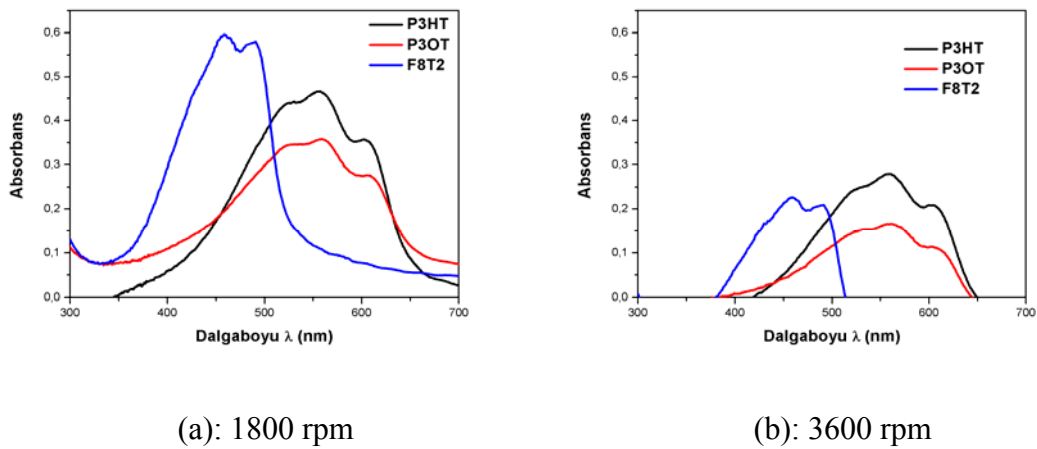 0,6
0,5
0,4
0,3
0,2
0,1
0,0
Absorbans
P3HT
P3OT
F8T2
300 400 500 600 700
Dalgaboyu λ (nm)
(a): 1800 rpm
0,6
0,5
0,4
0,3
0,2
0,1
0,0
Absorbans
P3HT
P3OT
F8T2
300 400 500 600 700
Dalgaboyu λ (nm)
(b): 3600 rpm